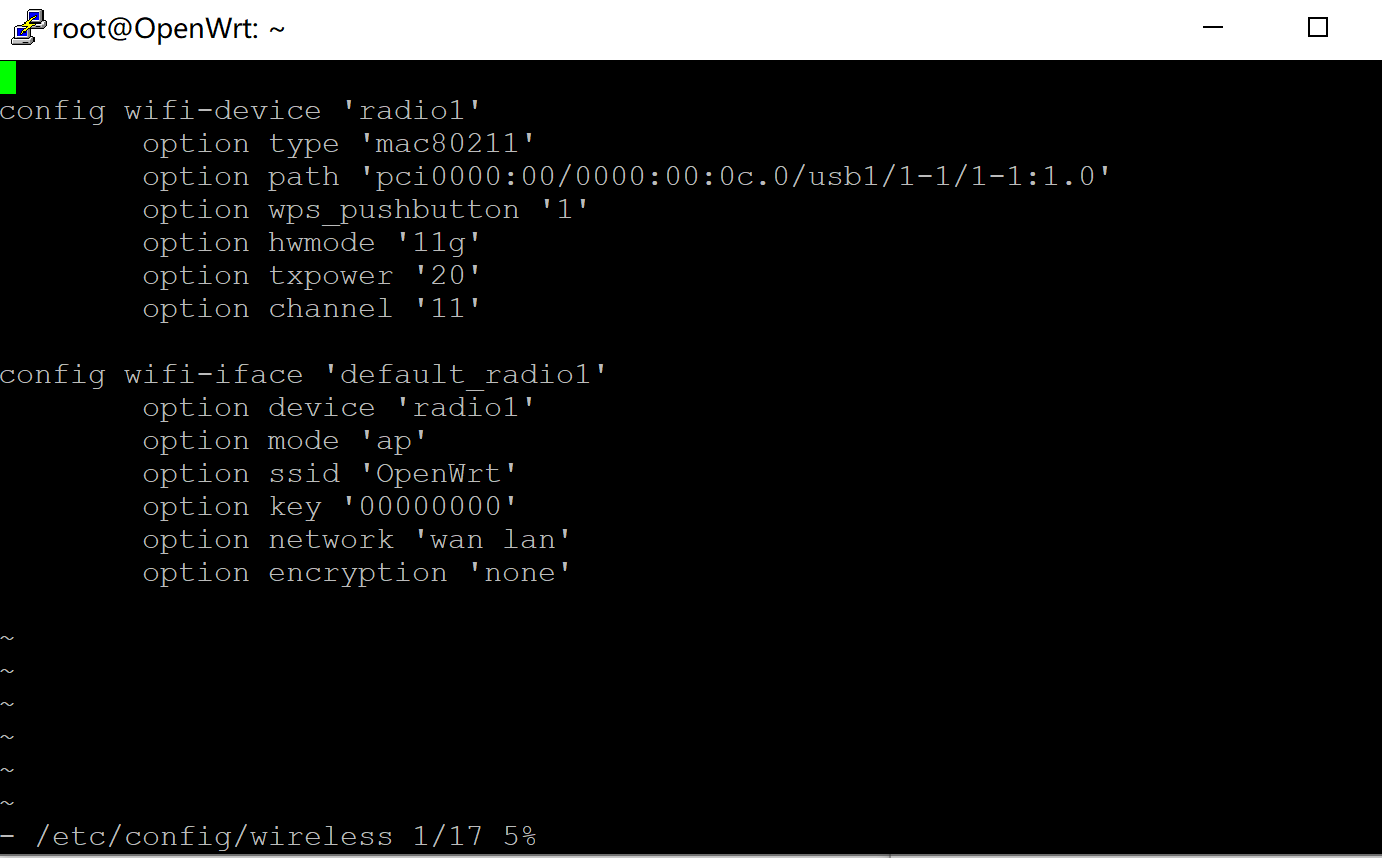 root@OpenWrt: ~
config wifi-device 'radio1'
        option type 'mac80211'
        option path 'pci0000:00/0000:00:0c.0/usb1/1-1/1-1:1.0'
        option wps_pushbutton '1'
        option hwmode '11g'
        option txpower '20'
        option channel '11'
config wifi-iface 'default_radio1'
        option device 'radio1'
        option mode 'ap'
        option ssid 'OpenWrt'
        option key '00000000'
        option network 'wan lan'
        option encryption 'none'
~
~
~
~
~
~
- /etc/config/wireless 1/17 5%